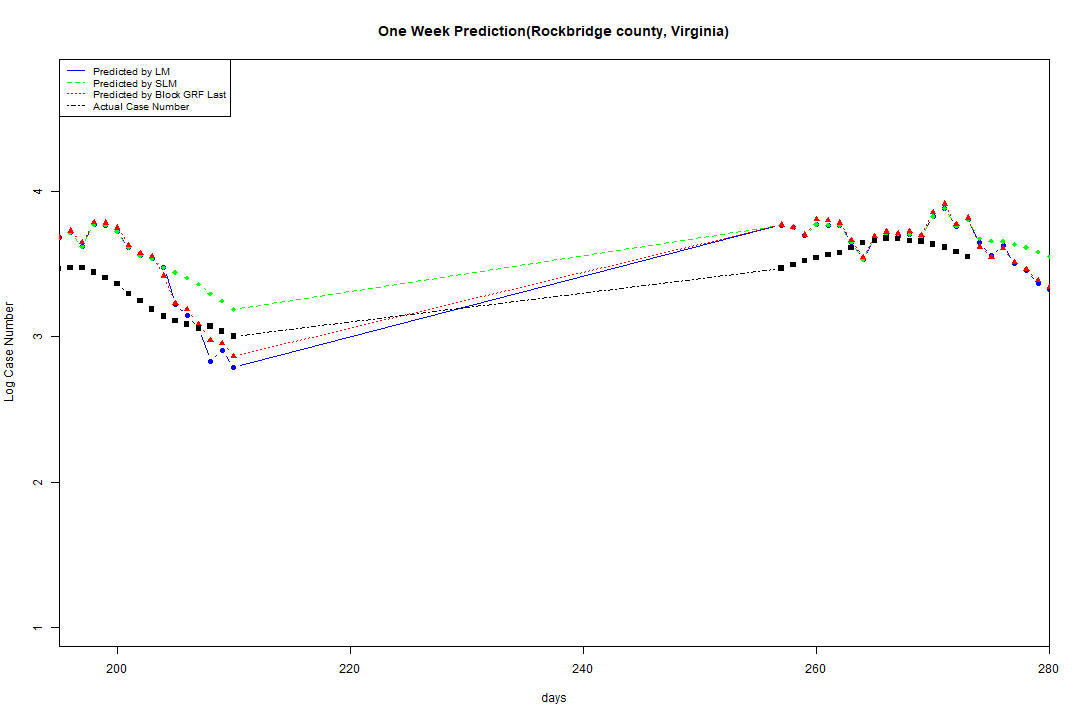 One Week Prediction(Rockbridge county, Virginia)
Predicted by LM
Predicted by SLM
Predicted by Block GRF Last
Actual Case Number
4
3
2
1
Log Case Number
200 220 240 260 280
days